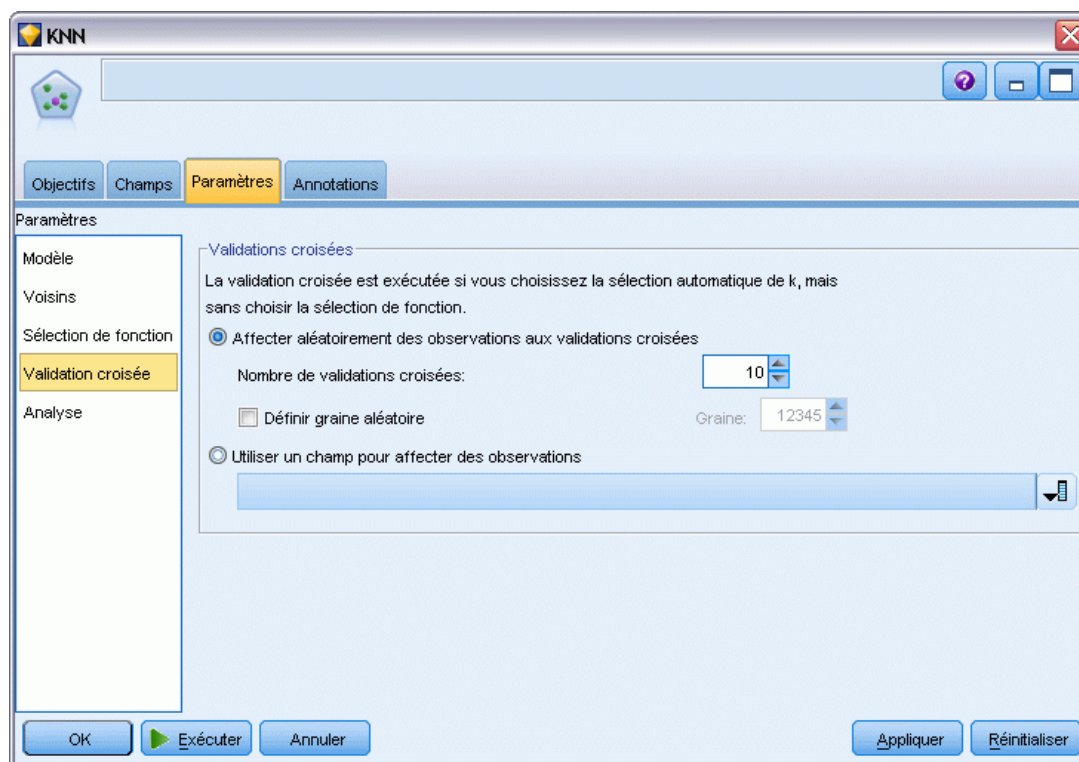 KNN
Objectifs Champs Paramètres Annotations
Paramètres
Modèle
Voisins
Sélection de fonction
Validation croisée
Analyse
Validations croisées
La validation croisée est exécutée si vous choisissez la sélection automatique de k, mais
sans choisir la sélection de fonction.
Affecter aléatoirement des observations aux validations croisées
Nombre de validations croisées: 10
Définir graine aléatoire Graine: 12345
Utiliser un champ pour affecter des observations
OK Exécuter Annuler Appliquer Réinitialiser